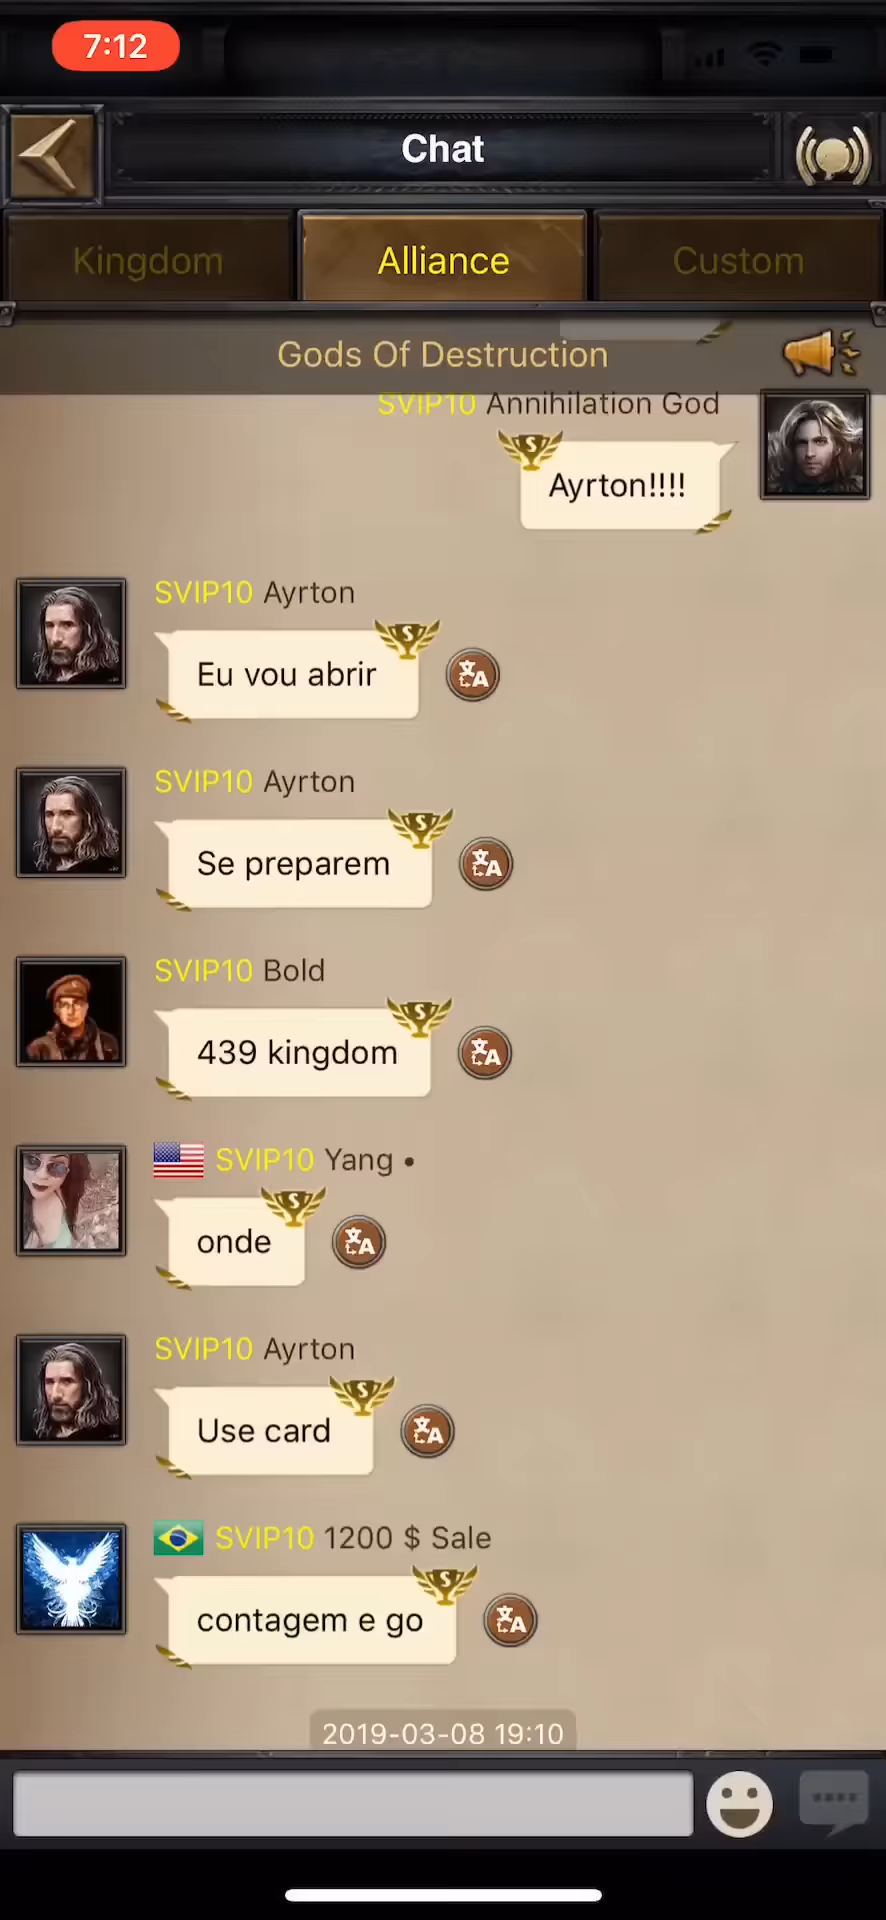 7:12
Chat
Kingdom
Alliance
Custom
Gods Of Destruction
SVIP10 Annihilation God
Ayrton!!!!
SVIP10 Ayrton
Eu vou abrir
SVIP10 Ayrton
Se preparem
SVIP10 Bold
439 kingdom
SVIP10 Yang •
onde
SVIP10 Ayrton
Use card
SVIP10 1200 $ Sale
contagem e go
2019-03-08 19:10